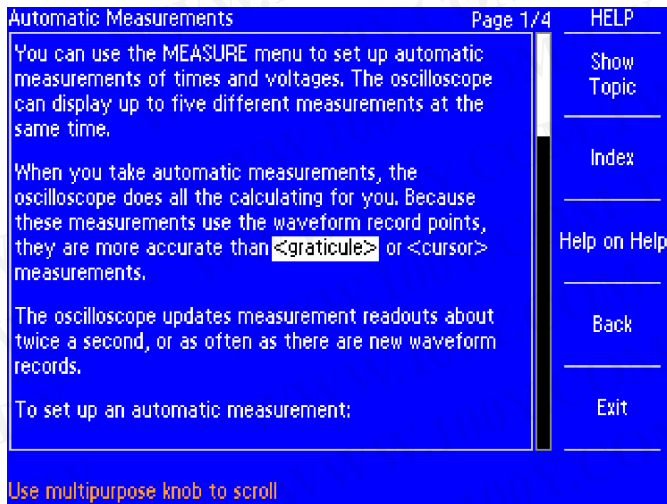 Automatic Measurements Page 1/4 HELP
You can use the MEASURE menu to set up automatic
measurements of times and voltages. The oscilloscope
can display up to five different measurements at the
same time.
When you take automatic measurements, the
oscilloscope does all the calculating for you. Because
these measurements use the waveform record points,
they are more accurate than <graticule> or <cursor>
measurements.
The oscilloscope updates measurement readouts about
twice a second, or as often as there are new waveform
records.
To set up an automatic measurement:
Show
Topic
Index
Help on Help
Back
Exit
Use multipurpose knob to scroll